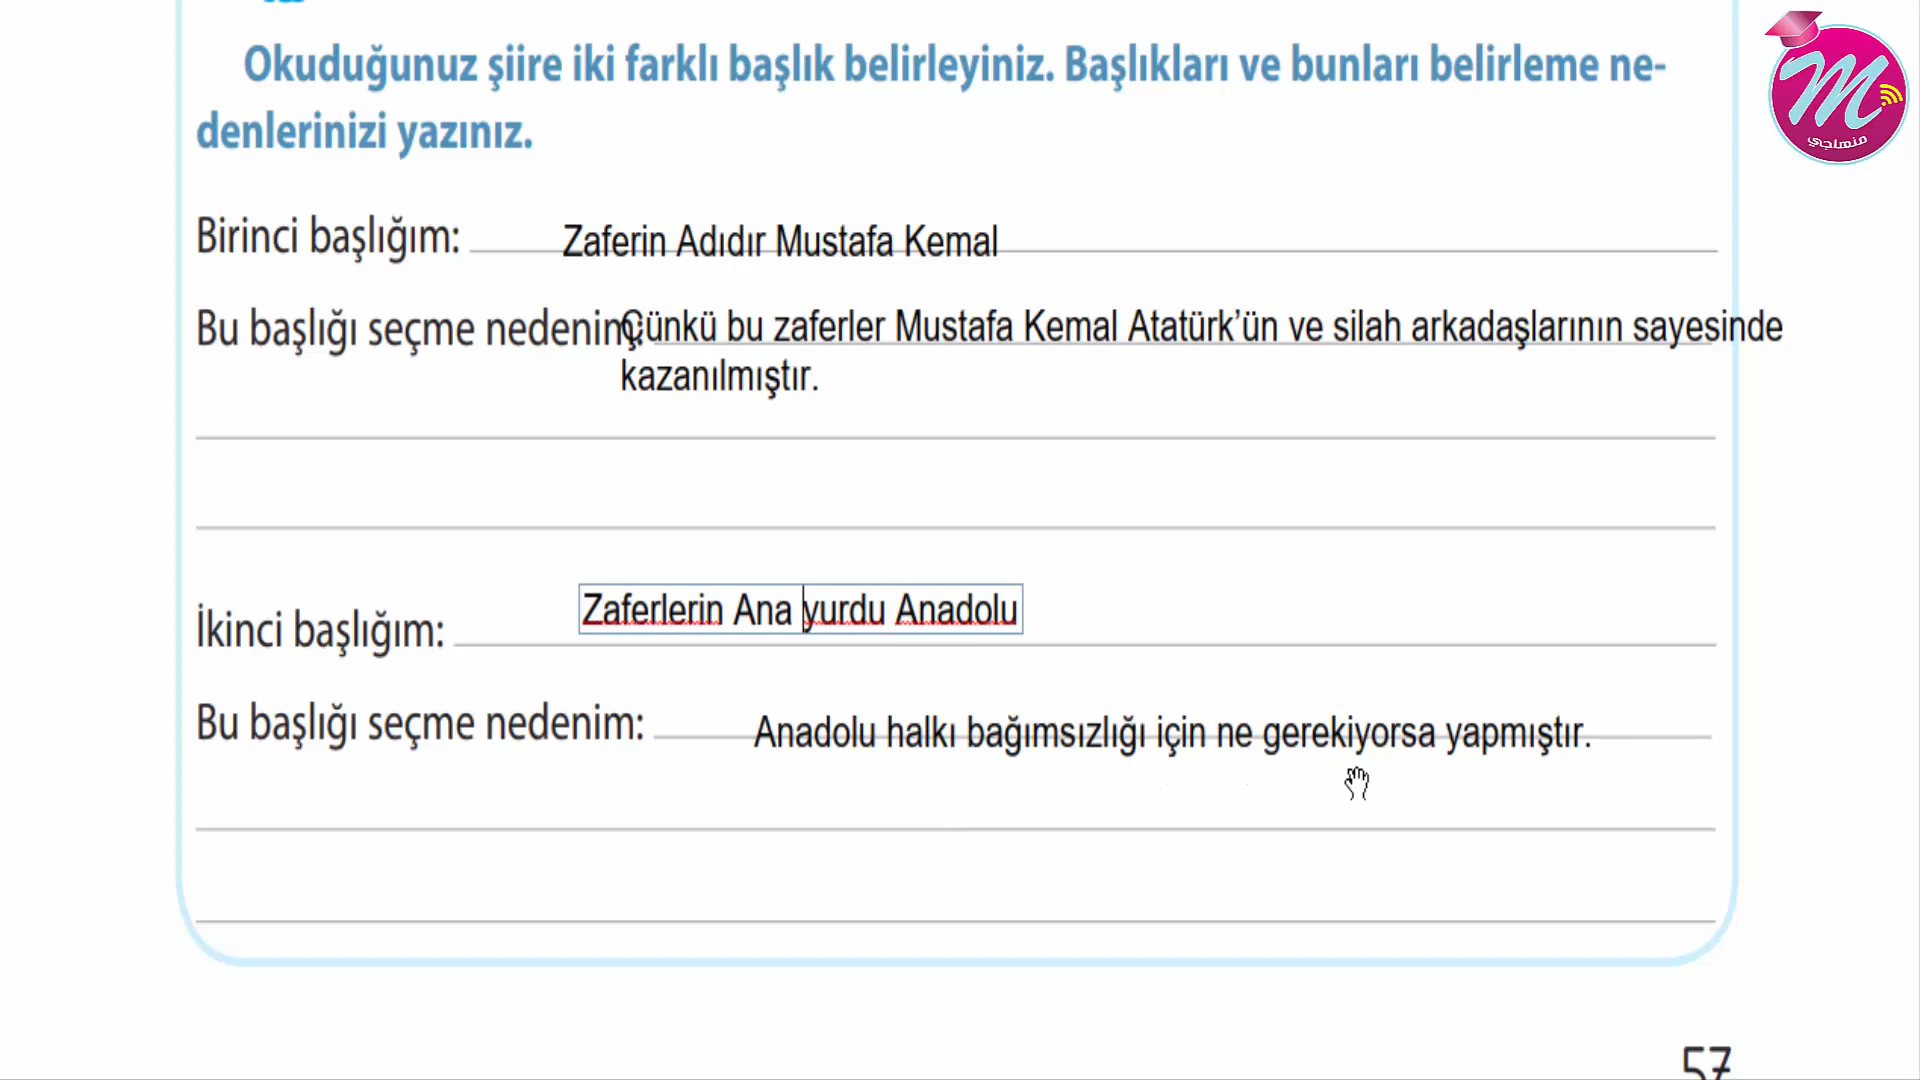 Okuduğunuz şiire iki farklı başlık belirleyiniz. Başlıkları ve bunları belirleme ne-
denlerinizi yazınız.
Birinci başlığım: Zaferin Adıdır Mustafa Kemal
Bu başlığı seçme nedenim: Çünkü bu zaferler Mustafa Kemal Atatürk’ün ve silah arkadaşlarının sayesinde
kazanılmıştır.
İkinci başlığım: Zaferlerin Ana yurdu Anadolu
Bu başlığı seçme nedenim: Anadolu halkı bağımsızlığı için ne gerekiyorsa yapmıştır.
57
M
منهاجي